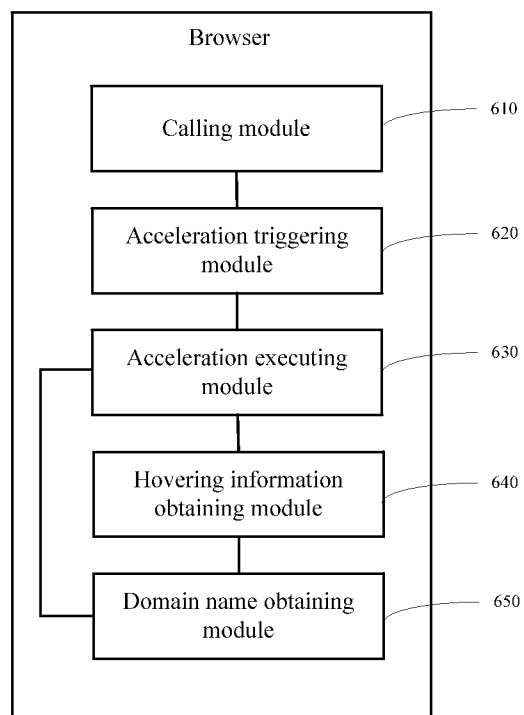 Browser
Calling module
610
Acceleration triggering
module
620
Acceleration executing
module
630
Hovering information
obtaining module
640
Domain name obtaining
module
650